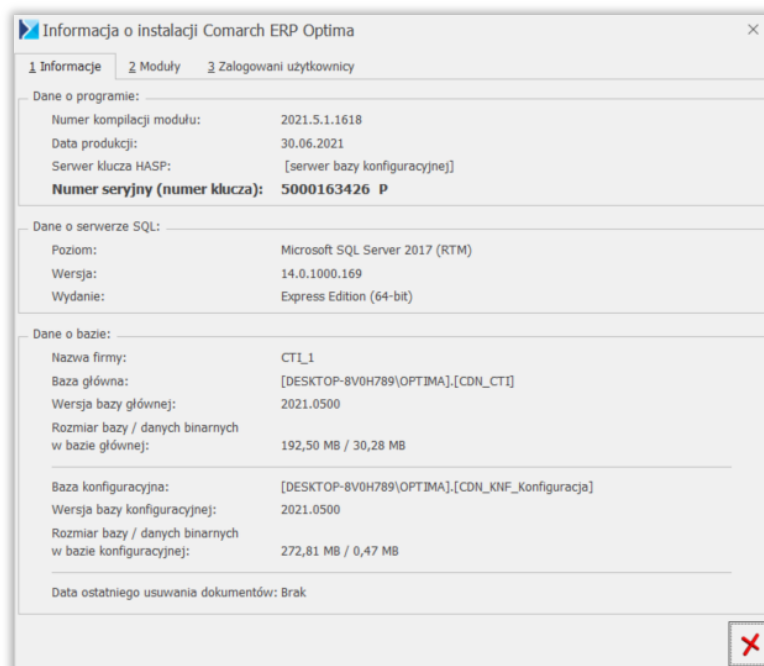 Informacja o instalacji Comarch ERP Optima
1 Informacje 2 Moduły 3 Zalogowani użytkownicy
Dane o programie:
Numer kompilacji modułu: 2021.5.1.1618
Data produkcji: 30.06.2021
Serwer klucza HASP: [serwer bazy konfiguracyjnej]
Numer seryjny (numer klucza): 5000163426 P
Dane o serwerze SQL:
Poziom: Microsoft SQL Server 2017 (RTM)
Wersja: 14.0.1000.169
Wydanie: Express Edition (64-bit)
Dane o bazie:
Nazwa firmy: CTI_1
Baza główna: [DESKTOP-8V0H789\OPTIMA].[CDN_CTI]
Wersja bazy głównej: 2021.0500
Rozmiar bazy / danych binarnych
w bazie głównej: 192,50 MB / 30,28 MB
Baza konfiguracyjna: [DESKTOP-8V0H789\OPTIMA].[CDN_KNF_Konfiguracja]
Wersja bazy konfiguracyjnej: 2021.0500
Rozmiar bazy / danych binarnych
w bazie konfiguracyjnej: 272,81 MB / 0,47 MB
Data ostatniego usuwania dokumentów: Brak